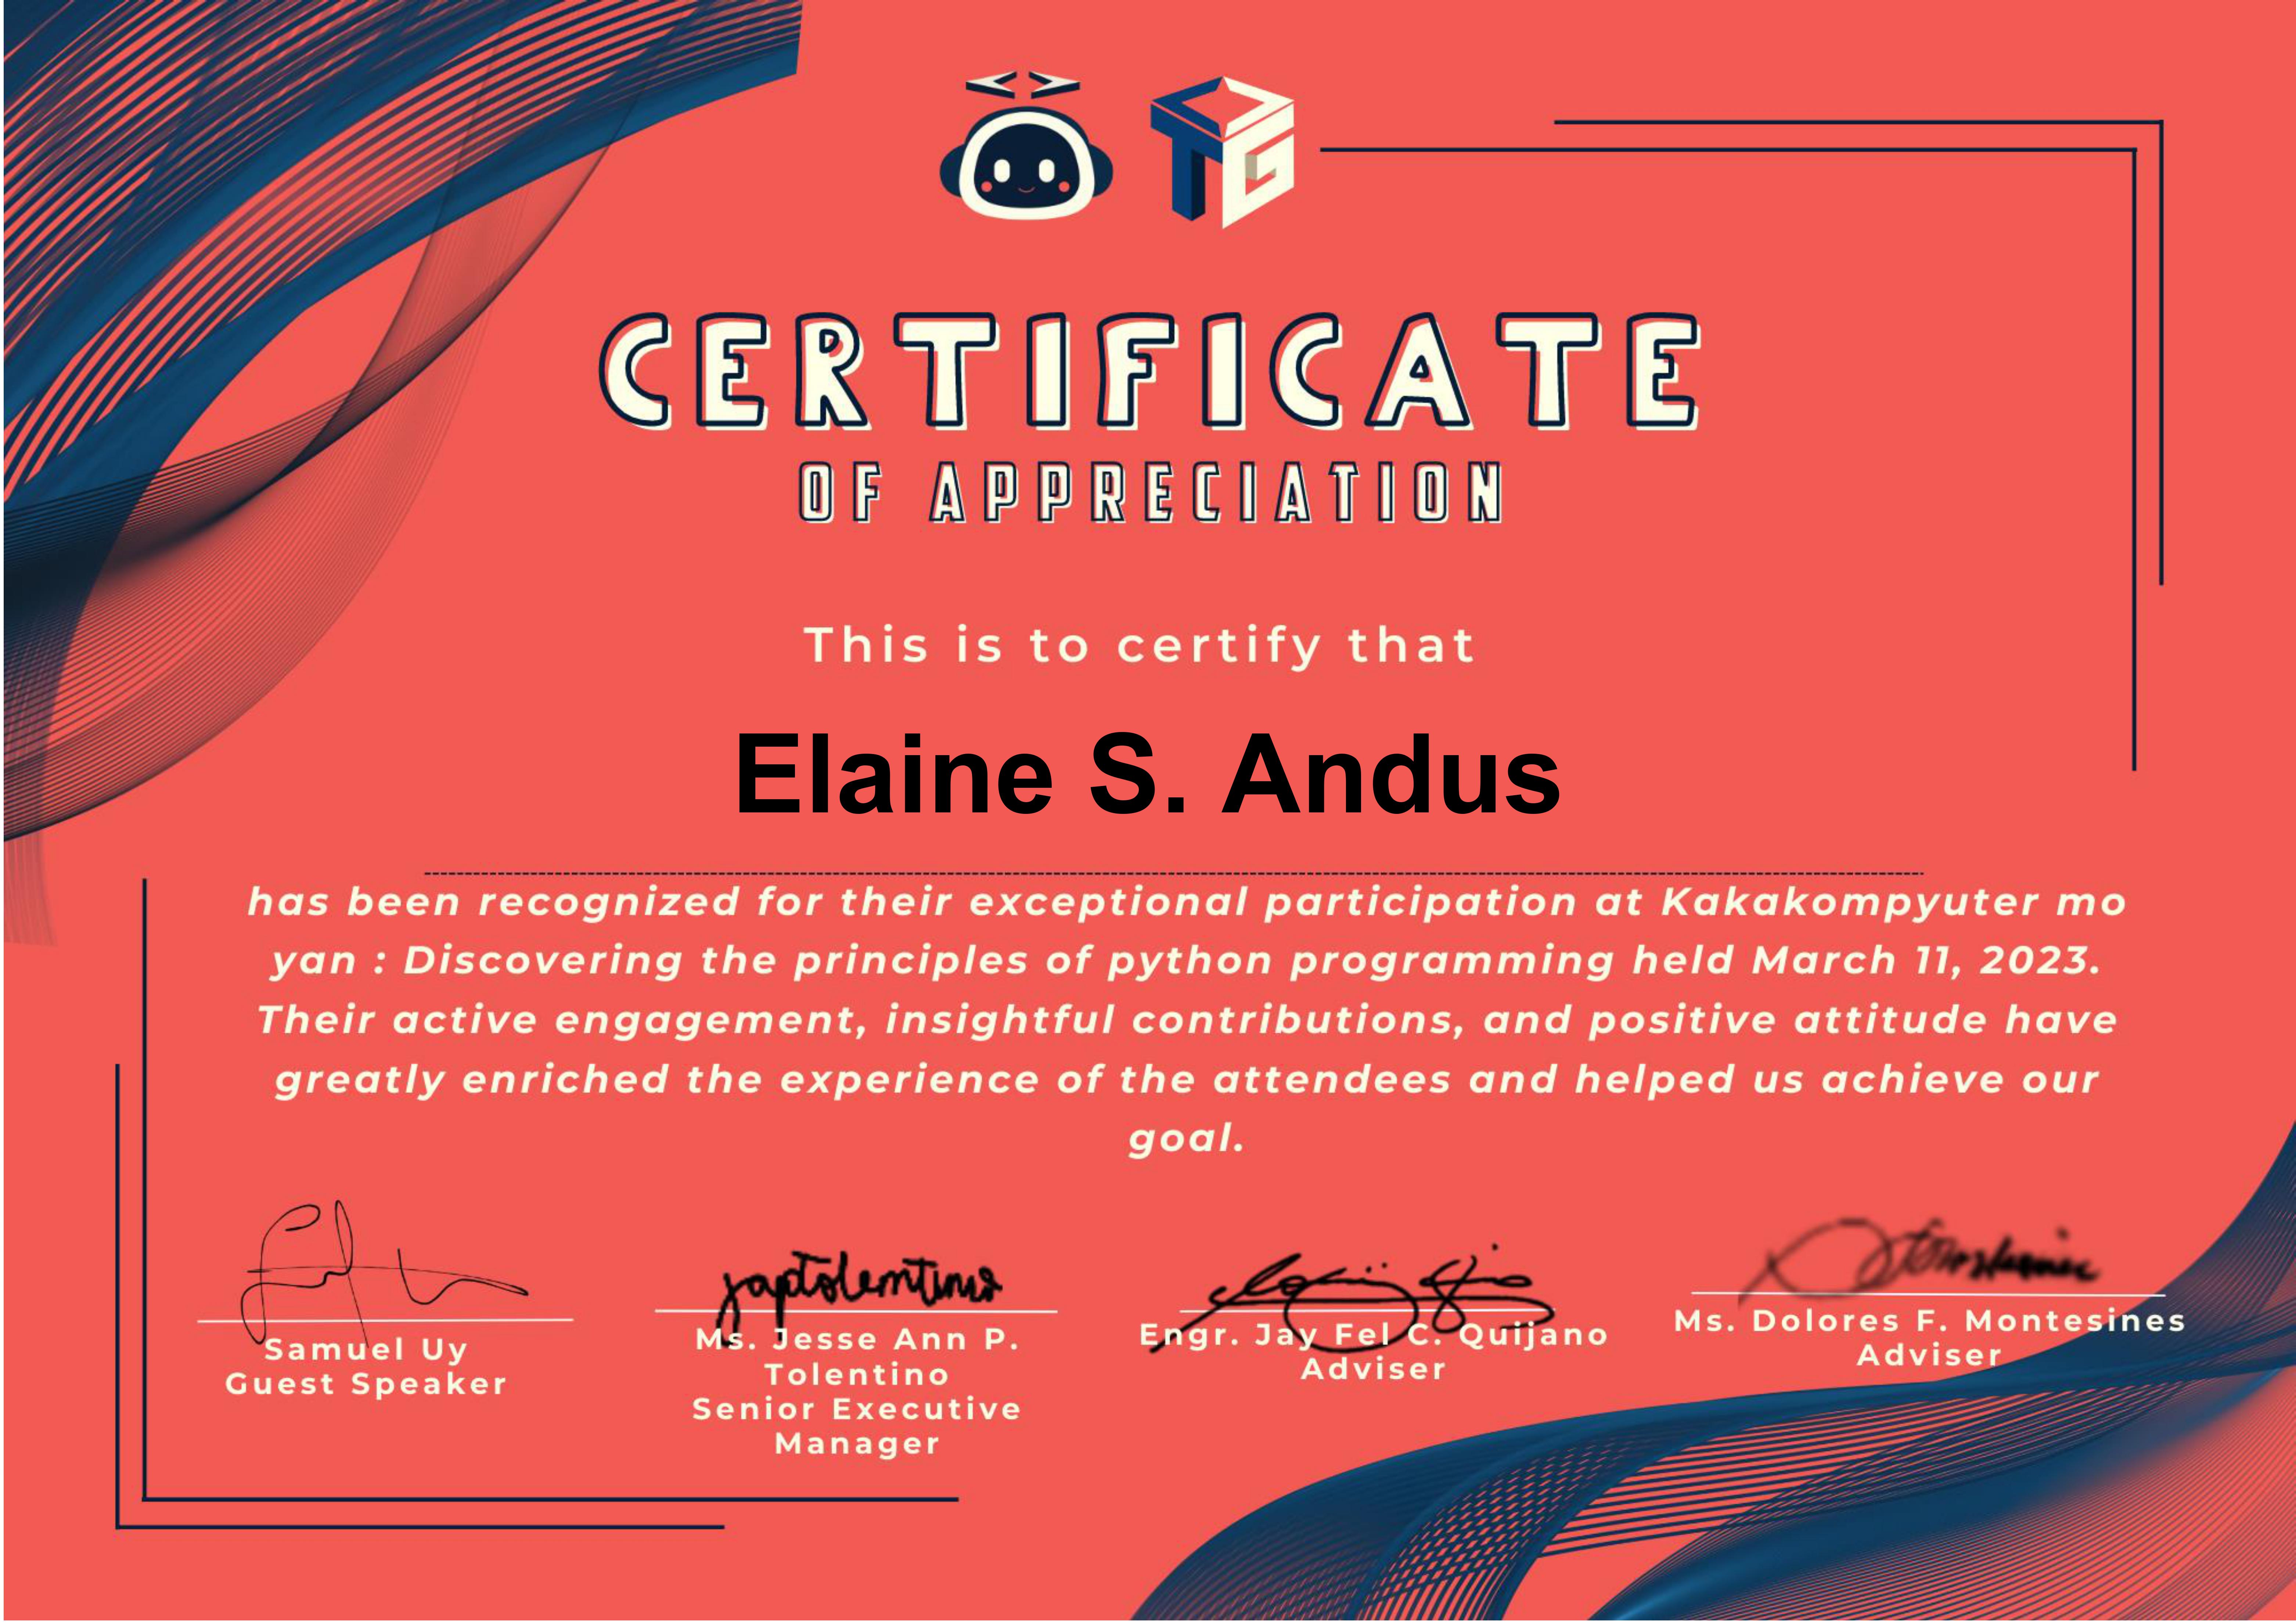 TG
CERTIFICATE
OF APPRECIATION
This is to certify that
Elaine S. Andus
has been recognized for their exceptional participation at Kakakompyuter mo
yan : Discovering the principles of python programming held March 11, 2023.
Their active engagement, insightful contributions, and positive attitude have
greatly enriched the experience of the attendees and helped us achieve our
goal.
japtolentino
Samuel Uy
Guest Speaker
Ms. Jesse Ann P.
Tolentino
Senior Executive
Manager
Engr. Jay Fel C. Quijano
Adviser
Ms. Dolores F. Montesines
Adviser